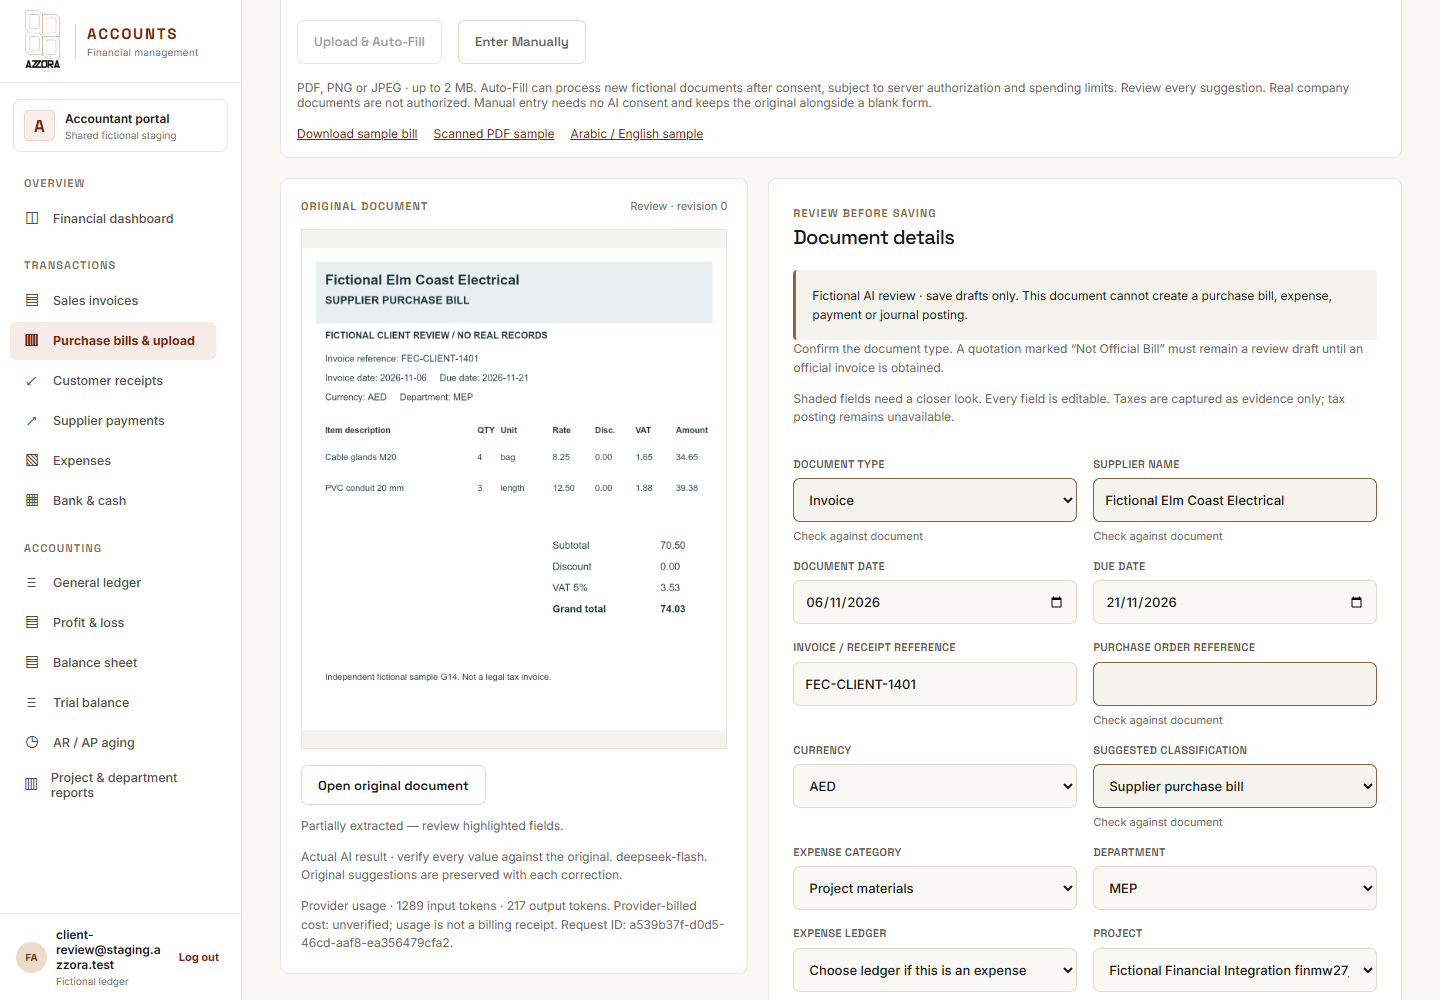 AZZORA
ACCOUNTS
Financial management
A
Accountant portal
Shared fictional staging
OVERVIEW
Financial dashboard
TRANSACTIONS
Sales invoices
Purchase bills & upload
Customer receipts
Supplier payments
Expenses
Bank & cash
ACCOUNTING
General ledger
Profit & loss
Balance sheet
Trial balance
AR / AP aging
Project & department
reports
FA
client-
review@staging.a
zzora.test
Fictional ledger
Log out
Upload & Auto-Fill
Enter Manually
PDF, PNG or JPEG · up to 2 MB. Auto-Fill can process new fictional documents after consent, subject to server authorization and spending limits. Review every suggestion. Real company
documents are not authorized. Manual entry needs no AI consent and keeps the original alongside a blank form.
Download sample bill Scanned PDF sample Arabic / English sample
ORIGINAL DOCUMENT
Review · revision 0
Fictional Elm Coast Electrical
SUPPLIER PURCHASE BILL
FICTIONAL CLIENT REVIEW / NO REAL RECORDS
Invoice reference: FEC-CLIENT-1401
Invoice date: 2026-11-06 Due date: 2026-11-21
Currency: AED Department: MEP
Item description QTY Unit Rate Disc. VAT Amount
Cable glands M20 4 bag 8.25 0.00 1.65 34.65
PVC conduit 20 mm 3 length 12.50 0.00 1.88 39.38
Subtotal 70.50
Discount 0.00
VAT 5% 3.53
Grand total 74.03
Independent fictional sample G14. Not a legal tax invoice.
Open original document
Partially extracted — review highlighted fields.
Actual AI result · verify every value against the original. deepseek-flash.
Original suggestions are preserved with each correction.
Provider usage · 1289 input tokens · 217 output tokens. Provider-billed
cost: unverified; usage is not a billing receipt. Request ID: a539b37f-d0d5-
46cd-aaf8-ea356479cfa2.
REVIEW BEFORE SAVING
Document details
Fictional AI review · save drafts only. This document cannot create a purchase bill, expense,
payment or journal posting.
Confirm the document type. A quotation marked “Not Official Bill” must remain a review draft until an
official invoice is obtained.
Shaded fields need a closer look. Every field is editable. Taxes are captured as evidence only; tax
posting remains unavailable.
DOCUMENT TYPE
Invoice
Check against document
SUPPLIER NAME
Fictional Elm Coast Electrical
Check against document
DOCUMENT DATE
06/11/2026
DUE DATE
21/11/2026
INVOICE / RECEIPT REFERENCE
FEC-CLIENT-1401
PURCHASE ORDER REFERENCE
Check against document
CURRENCY
AED
SUGGESTED CLASSIFICATION
Supplier purchase bill
Check against document
EXPENSE CATEGORY
Project materials
DEPARTMENT
MEP
EXPENSE LEDGER
Choose ledger if this is an expense
PROJECT
Fictional Financial Integration finmw27